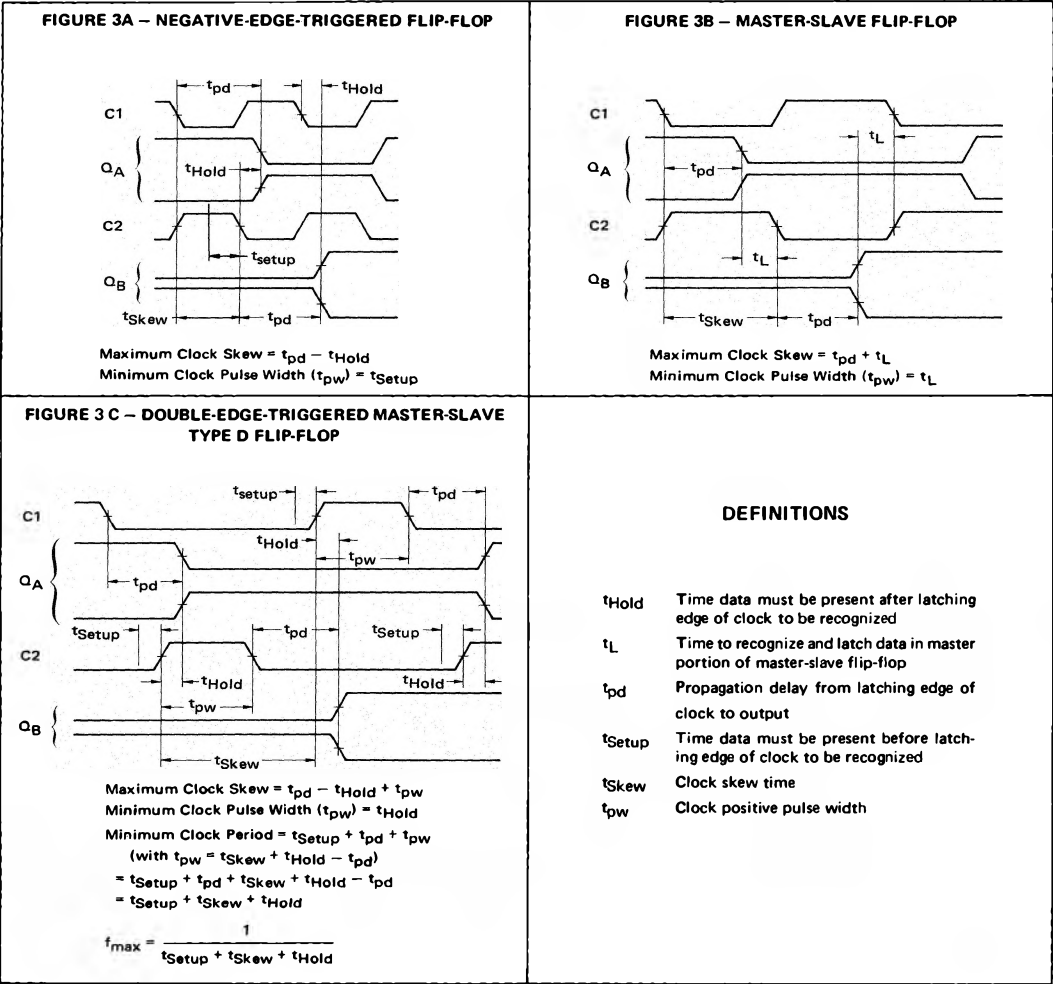 FIGURE 3A – NEGATIVE-EDGE-TRIGGERED FLIP-FLOP
tpd
tHold
C1
QA
tHold
C2
tsetup
QB
tSkew
tpd
Maximum Clock Skew = tpd – tHold
Minimum Clock Pulse Width (tpw) = tSetup
FIGURE 3B – MASTER-SLAVE FLIP-FLOP
C1
tL
QA
tpd
C2
tL
QB
tSkew
tpd
Maximum Clock Skew = tpd + tL
Minimum Clock Pulse Width (tpw) = tL
FIGURE 3 C – DOUBLE-EDGE-TRIGGERED MASTER-SLAVE
TYPE D FLIP-FLOP
tsetup
tpd
C1
tHold
tpw
QA
tpd
tSetup
tpd
tSetup
C2
tHold
tHold
tpw
QB
tSkew
Maximum Clock Skew = tpd – tHold + tpw
Minimum Clock Pulse Width (tpw) = tHold
Minimum Clock Period = tSetup + tpd + tpw
(with tpw = tSkew + tHold – tpd)
= tSetup + tpd + tSkew + tHold – tpd
= tSetup + tSkew + tHold
fmax = 1
tSetup + tSkew + tHold
DEFINITIONS
tHold Time data must be present after latching
edge of clock to be recognized
tL Time to recognize and latch data in master
portion of master-slave flip-flop
tpd Propagation delay from latching edge of
clock to output
tSetup Time data must be present before latch-
ing edge of clock to be recognized
tSkew Clock skew time
tpw Clock positive pulse width